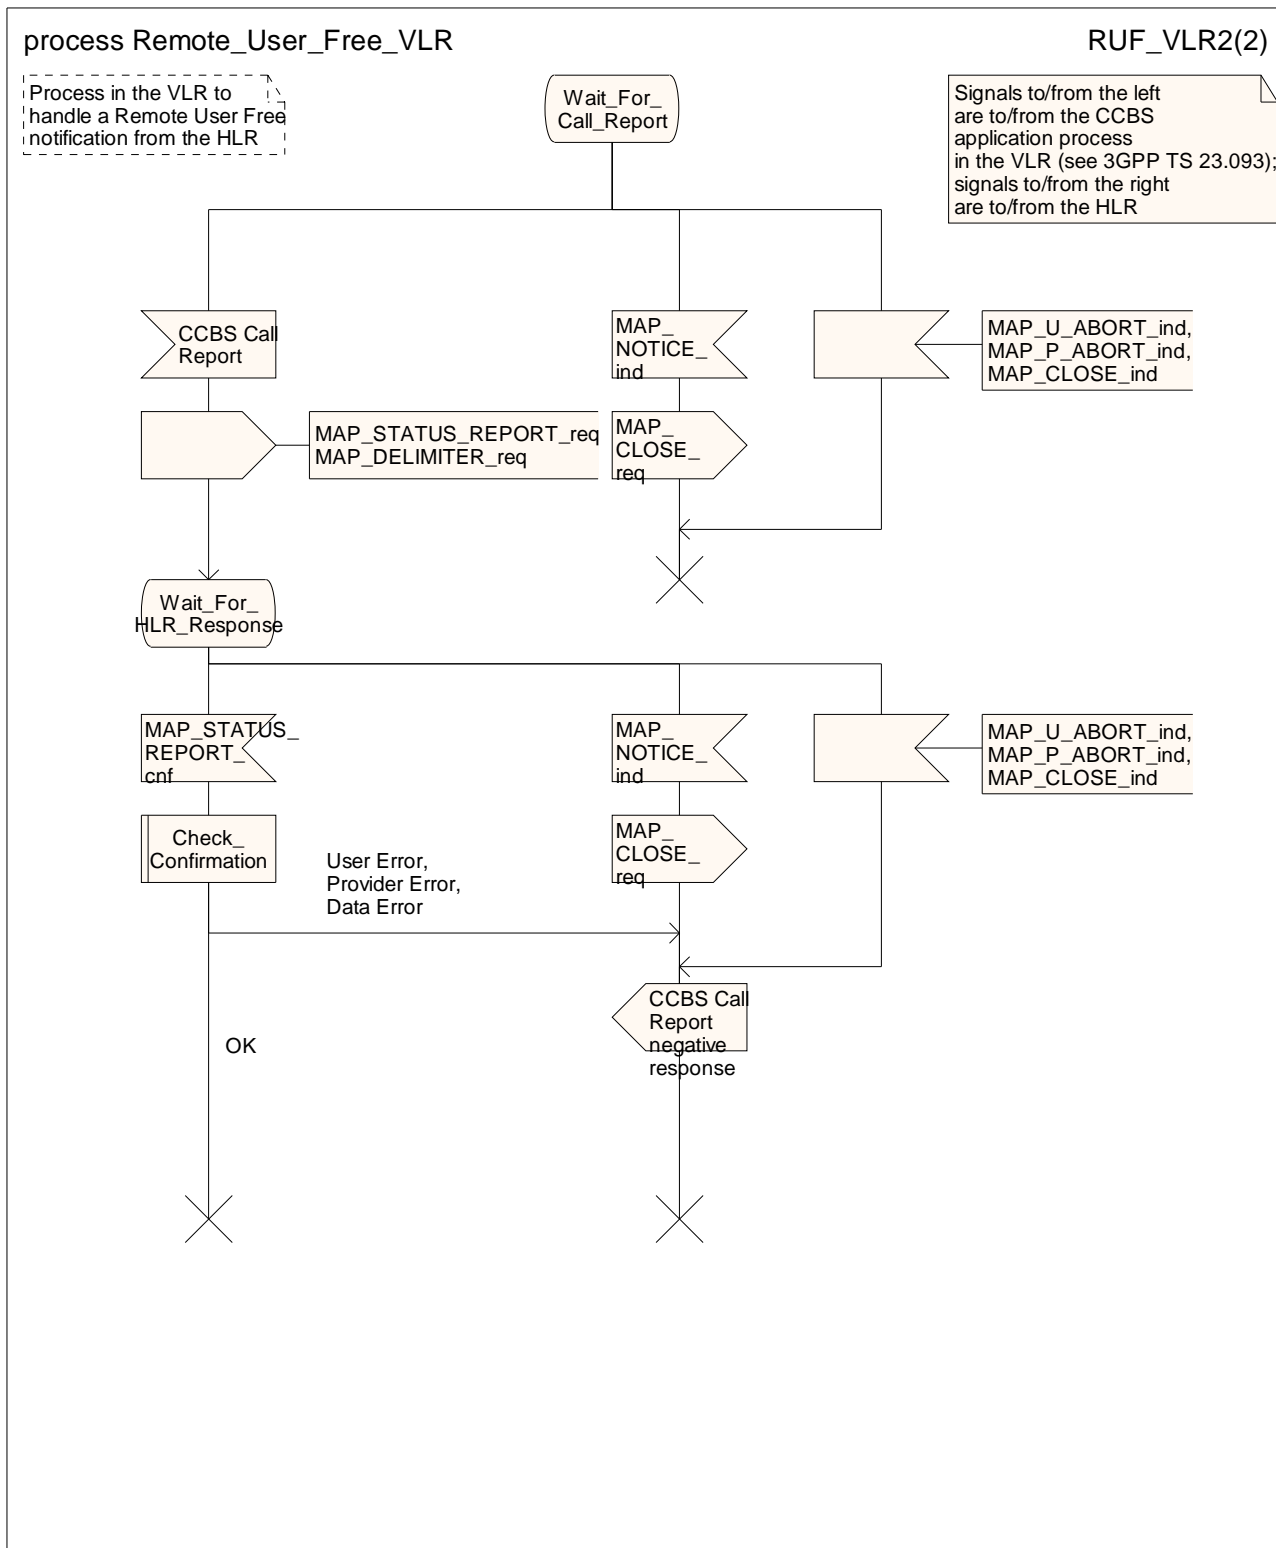 process Remote_User_Free_VLR
RUF_VLR2(2)
Process in the VLR to
handle a Remote User Free
notification from the HLR
Wait_For_
Call_Report
Signals to/from the left
are to/from the CCBS
application process
in the VLR (see 3GPP TS 23.093);
signals to/from the right
are to/from the HLR
CCBS Call
Report
MAP_
NOTICE_
ind
MAP_U_ABORT_ind,
MAP_P_ABORT_ind,
MAP_CLOSE_ind
MAP_STATUS_REPORT_req
MAP_DELIMITER_req
MAP_
CLOSE_
req
Wait_For_
HLR_Response
MAP_STATUS_
REPORT_
cnf
MAP_
NOTICE_
ind
MAP_U_ABORT_ind,
MAP_P_ABORT_ind,
MAP_CLOSE_ind
Check_
Confirmation
User Error,
Provider Error,
Data Error
MAP_
CLOSE_
req
CCBS Call
Report
negative
response
OK